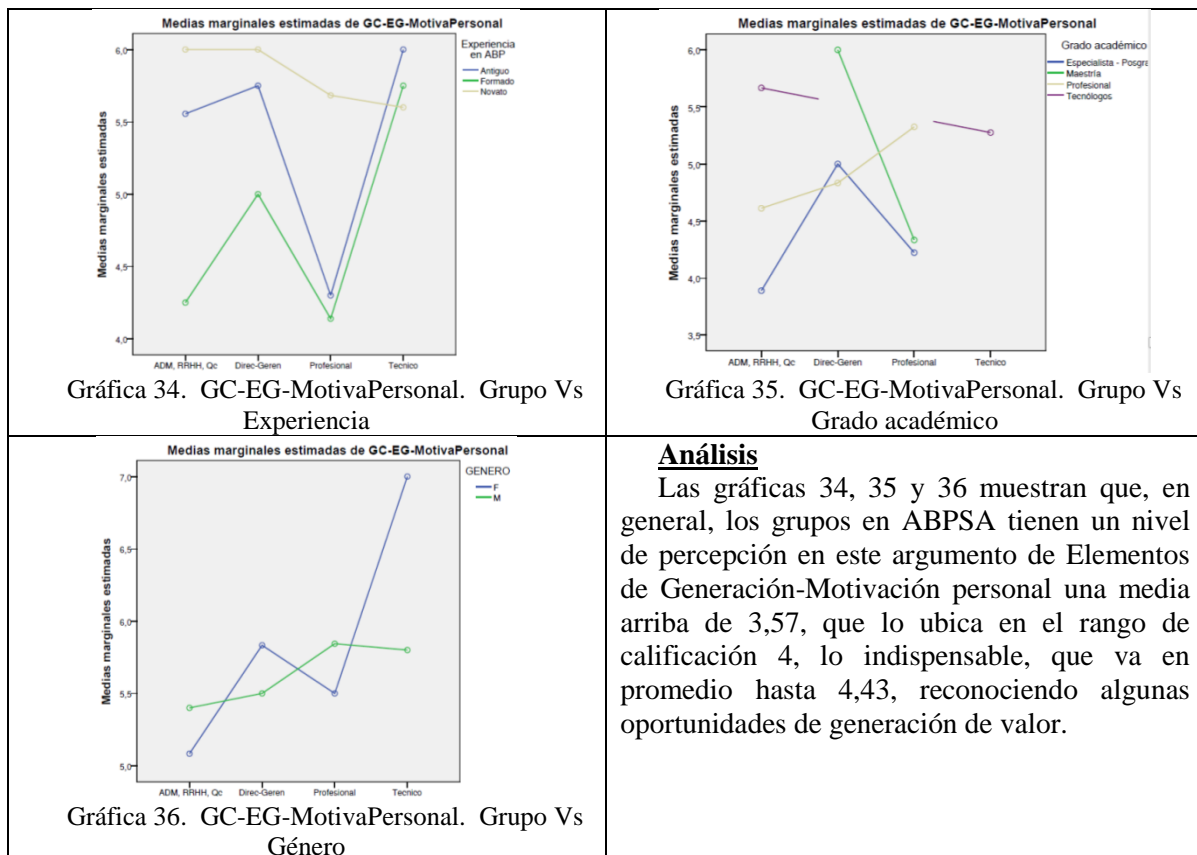 Medias marginales estimadas de GC-EG-MotivaPersonal
Experiencia
en ABP
Antiguo
Formado
Novato
Medias marginales estimadas
6,0
5,5
5,0
4,5
4,0
ADM, RRHH, Qc
Direc-Geren
Profesional
Tecnico
Gráfica 34. GC-EG-MotivaPersonal. Grupo Vs
Experiencia
Medias marginales estimadas de GC-EG-MotivaPersonal
Grado académico
Especialista - Posgra
Maestría
Profesional
Tecnólogos
Medias marginales estimadas
6,0
5,5
5,0
4,5
4,0
3,5
ADM, RRHH, Qc
Direc-Geren
Profesional
Tecnico
Gráfica 35. GC-EG-MotivaPersonal. Grupo Vs
Grado académico
Medias marginales estimadas de GC-EG-MotivaPersonal
GENERO
F
M
Medias marginales estimadas
7,0
6,5
6,0
5,5
5,0
ADM, RRHH, Qc
Direc-Geren
Profesional
Tecnico
Gráfica 36. GC-EG-MotivaPersonal. Grupo Vs
Género
Análisis
Las gráficas 34, 35 y 36 muestran que, en
general, los grupos en ABPSA tienen un nivel
de percepción en este argumento de Elementos
de Generación-Motivación personal una media
arriba de 3,57, que lo ubica en el rango de
calificación 4, lo indispensable, que va en
promedio hasta 4,43, reconociendo algunas
oportunidades de generación de valor.